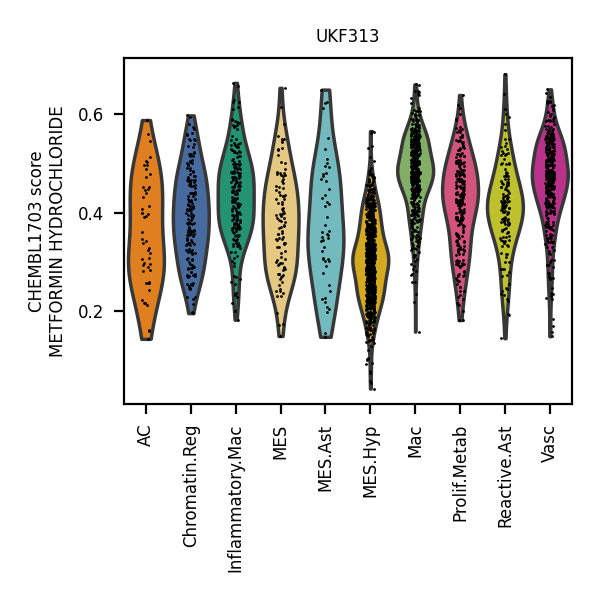 UKF313
CHEMBL1703 score
METFORMIN HYDROCHLORIDE
0.6
0.4
0.2
AC
Chromatin.Reg
Inflammatory.Mac
MES
MES.Ast
MES.Hyp
Mac
Prolif.Metab
Reactive.Ast
Vasc